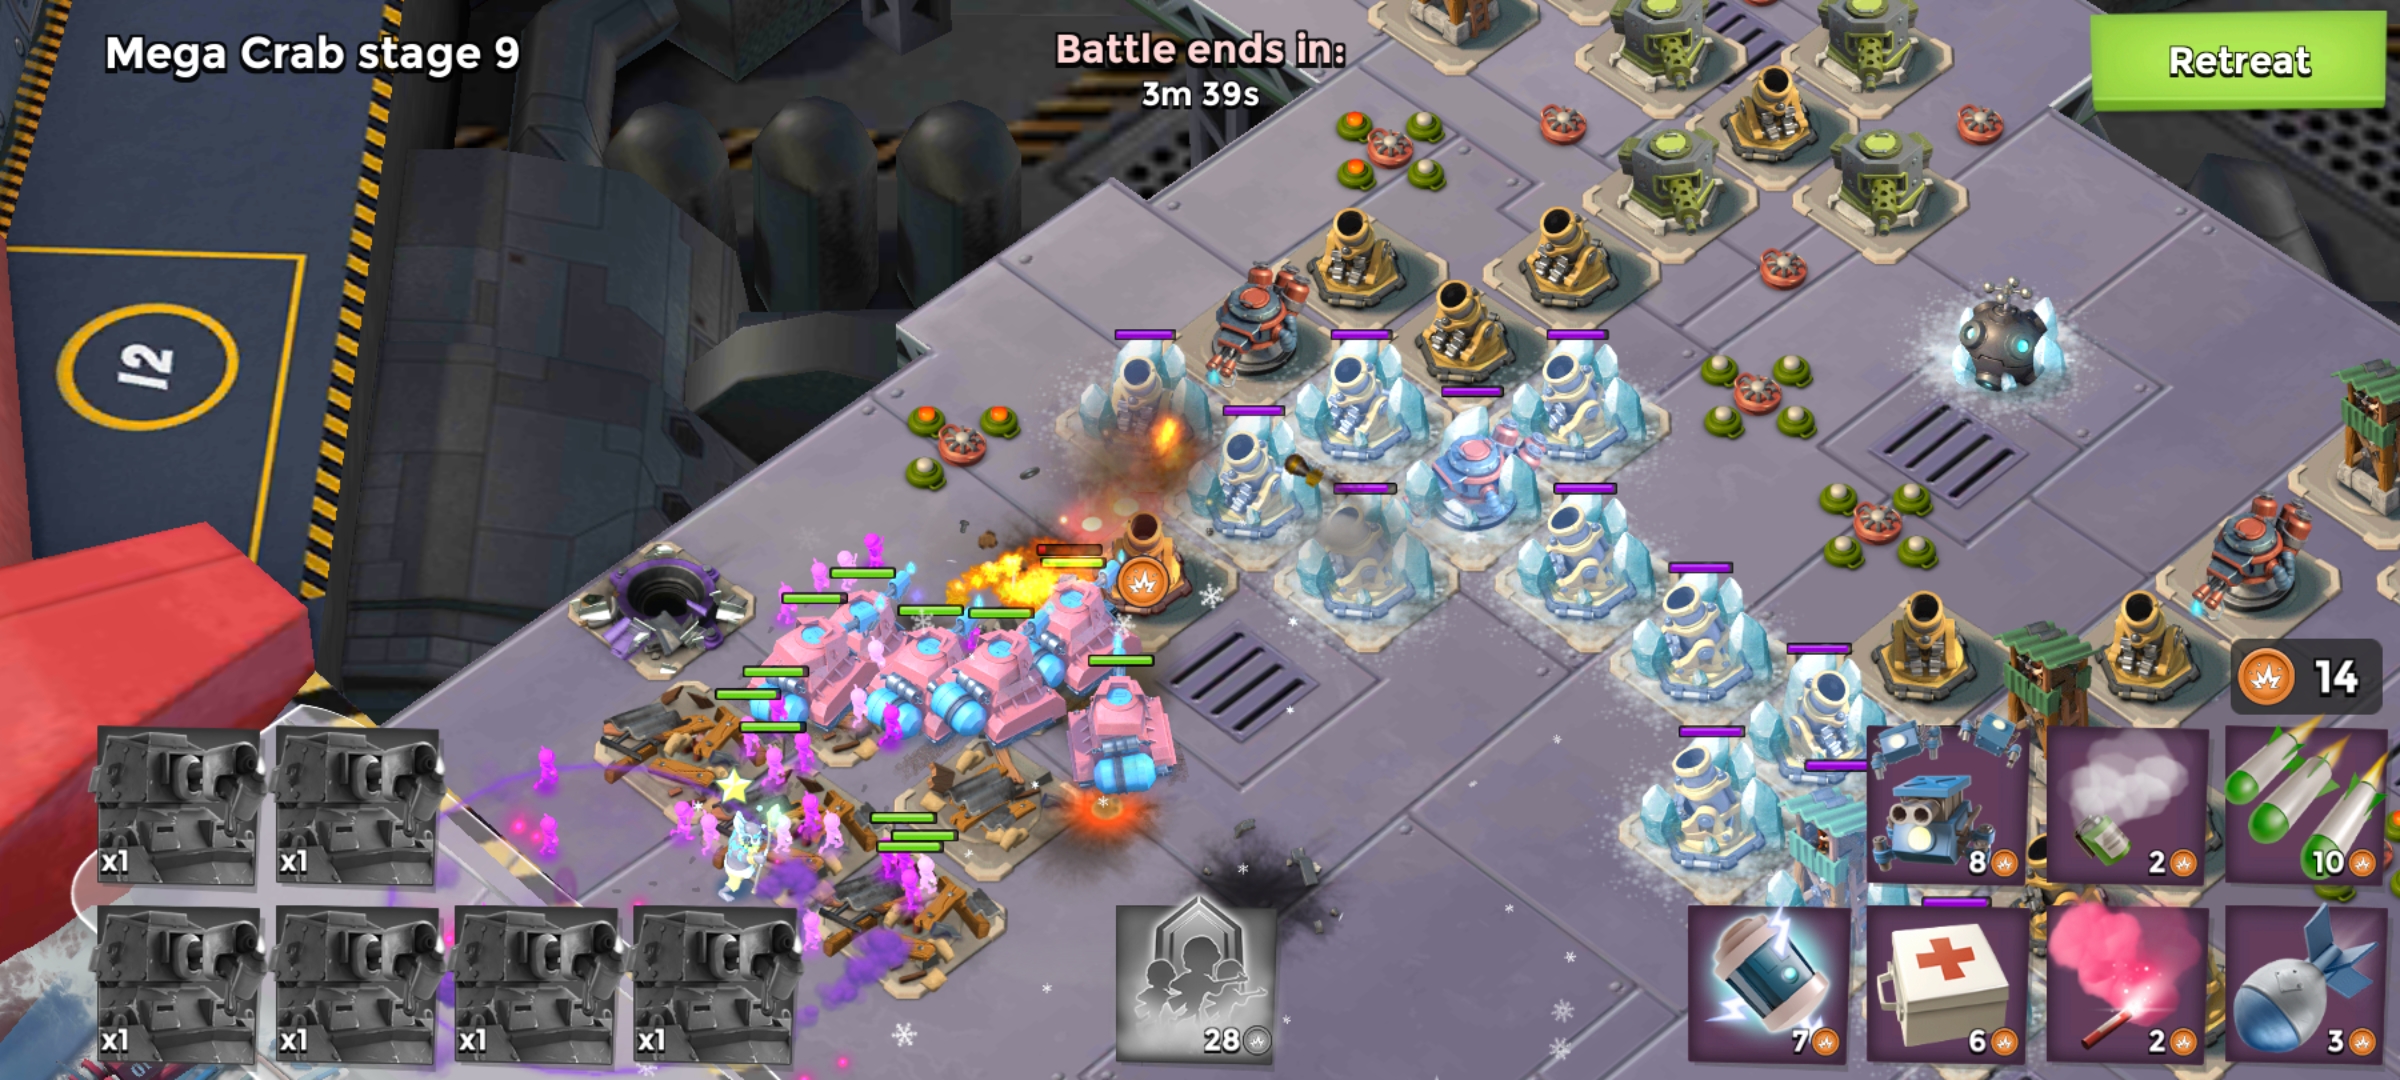 Mega Crab stage 9
Battle ends in:
3m 39s
Retreat
12
14
x1
x1
8
2
10
x1
x1
x1
x1
28
7
6
2
3